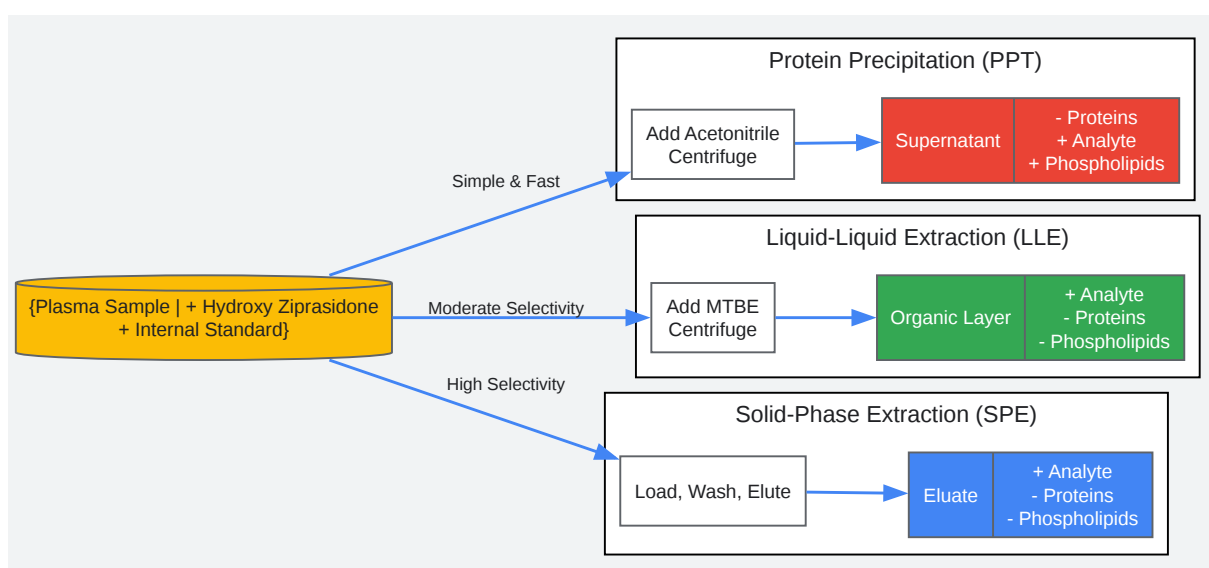 Protein Precipitation (PPT)
Add Acetonitrile
Centrifuge
Supernatant
- Proteins
+ Analyte
+ Phospholipids
Simple & Fast
Liquid-Liquid Extraction (LLE)
{Plasma Sample | + Hydroxy Ziprasidone
+ Internal Standard}
Moderate Selectivity
Add MTBE
Centrifuge
Organic Layer
+ Analyte
- Proteins
- Phospholipids
High Selectivity
Solid-Phase Extraction (SPE)
Load, Wash, Elute
Eluate
+ Analyte
- Proteins
- Phospholipids